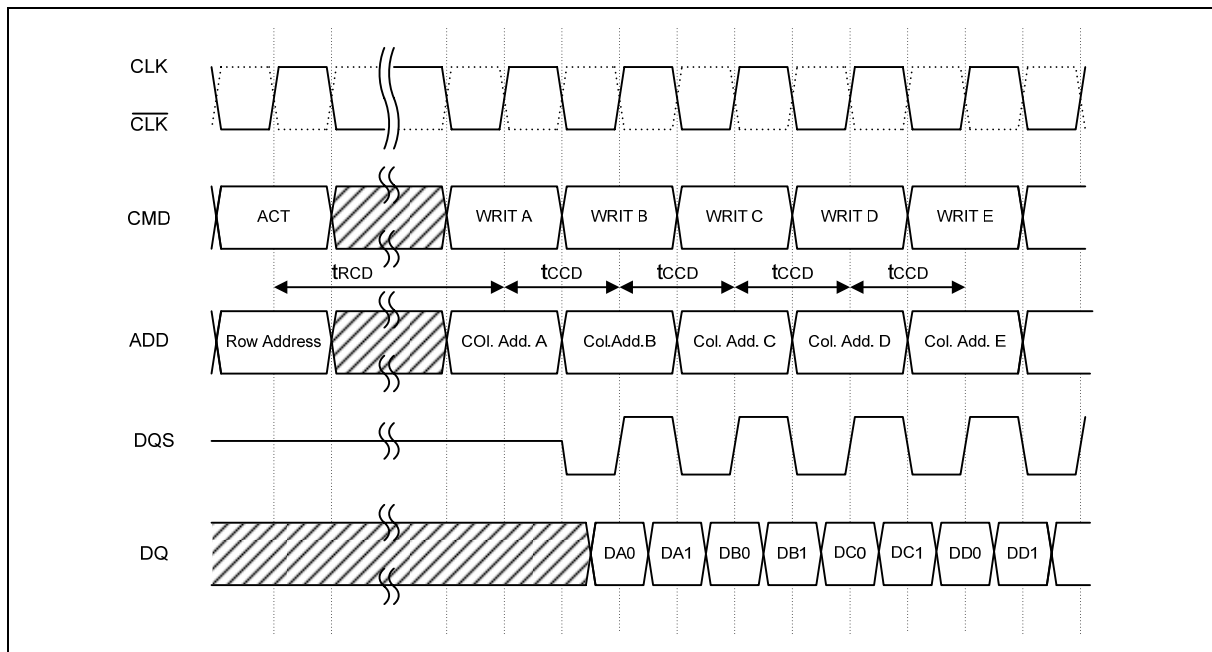 CLK
CLK
CMD ACT WRIT A WRIT B WRIT C WRIT D WRIT E
tRCD tCCD tCCD tCCD tCCD
ADD Row Address COl. Add. A Col.Add.B Col. Add. C Col. Add. D Col. Add. E
DQS
DQ DA0 DA1 DB0 DB1 DC0 DC1 DD0 DD1